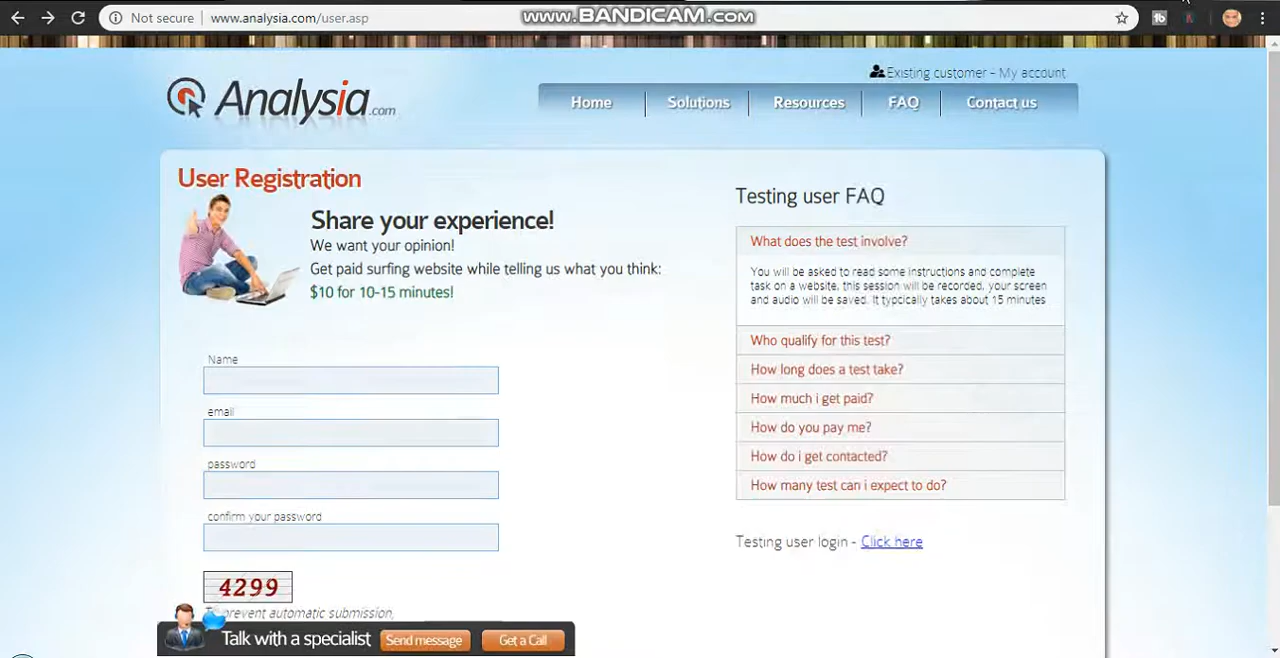 Not secure | www.analysia.com/user.asp
www.BANDICAM.com
Existing customer - My account
Analysia.com
Home
Solutions
Resources
FAQ
Contact us
User Registration
Share your experience!
We want your opinion!
Get paid surfing website while telling us what you think:
$10 for 10-15 minutes!
Name
email
password
confirm your password
4299
To prevent automatic submission,
Talk with a specialist
Send message
Get a Call
Testing user FAQ
What does the test involve?
You will be asked to read some instructions and complete
task on a website, this session will be recorded, your screen
and audio will be saved. It typcically takes about 15 minutes
Who qualify for this test?
How long does a test take?
How much i get paid?
How do you pay me?
How do i get contacted?
How many test can i expect to do?
Testing user login - Click here